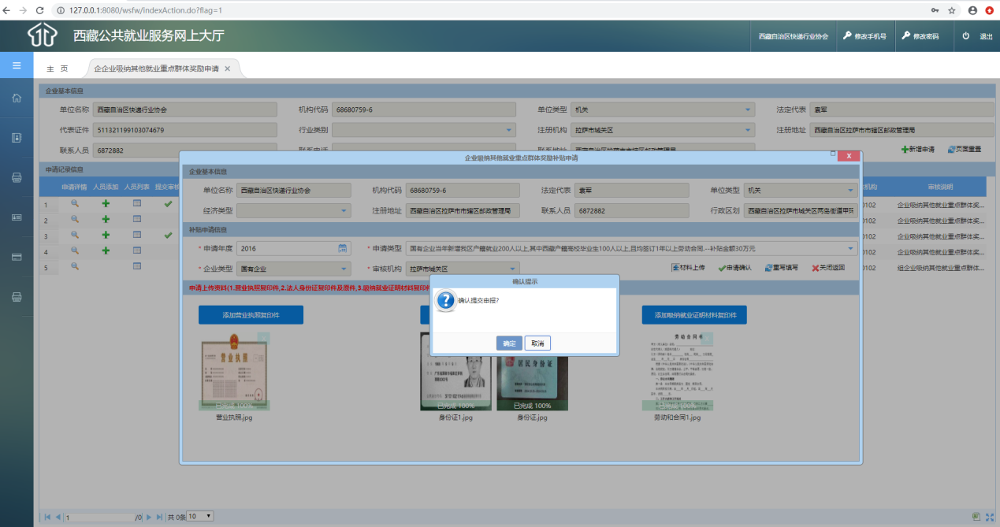 127.0.0.1:8080/wsfw/indexAction.do?flag=1
西藏公共就业服务网上大厅
西藏自治区快递行业协会 修改手机号 修改密码 退出
主 页 企企业吸纳其他就业重点群体奖励申请 ×
企业基本信息
单位名称 西藏自治区快递行业协会 机构代码 68680759-6 单位类型 机关 法定代表 袁军
代表证件 511321199103074679 行业类别 注册机构 拉萨市城关区 注册地址 西藏自治区拉萨市市辖区邮政管理局
联系人员 6872882 联系电话 联系地址 西藏自治区拉萨市市辖区邮政管理局 新增申请 页面重置
企业吸纳其他就业重点群体奖励补贴申请 X
申请记录信息
申请详情 人员添加 人员列表 提交审核 机构 审核说明
1 0102 企业吸纳其他就业重点群体奖...
2 0102 企业吸纳其他就业重点群体奖...
3 0102 企业吸纳其他就业重点群体奖...
4 0102 企业吸纳其他就业重点群体奖...
5 0102 组企业吸纳其他就业重点群体...
企业基本信息
单位名称 西藏自治区快递行业协会 机构代码 68680759-6 法定代表 袁军 单位类型 机关
经济类型 注册地址 西藏自治区拉萨市市辖区邮政管理局 联系人员 6872882 行政区划 西藏自治区拉萨市城关区两岛街道甲玛
补贴申请信息
* 申请年度 2016 * 申请类型 国有企业当年新增我区户籍就业200人以上,其中西藏户籍高校毕业生100人以上,且均签订1年以上劳动合同.--补贴金额30万元
* 企业类型 国有企业 * 审核机构 拉萨市城关区 材料上传 申请确认 重写填写 关闭返回
申请上传资料(1.营业执照复印件,2.法人身份证复印件及原件,3.吸纳就业证明材料复印件
确认提示
确认提交申报?
确定 取消
添加营业执照复印件 添加吸纳就业证明材料复印件
营业执照
居民身份证
劳动合同书
已完成 100% 已完成 100% 已完成 100%
营业执照.jpg 身份证1.jpg 身份证.jpg 劳动和合同1.jpg
1 /0 共 0条 10